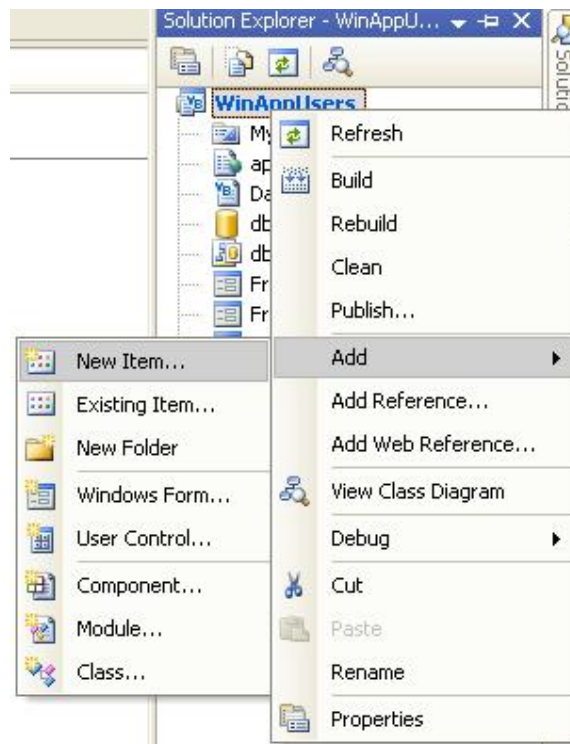 Solution Explorer - WinAppU...
Solutio
WinAppUsers
My
ap
Da
db
db
Fr
Fr
Refresh
Build
Rebuild
Clean
Publish...
Add
Add Reference...
Add Web Reference...
View Class Diagram
Debug
Cut
Paste
Rename
Properties
New Item...
Existing Item...
New Folder
Windows Form...
User Control...
Component...
Module...
Class...